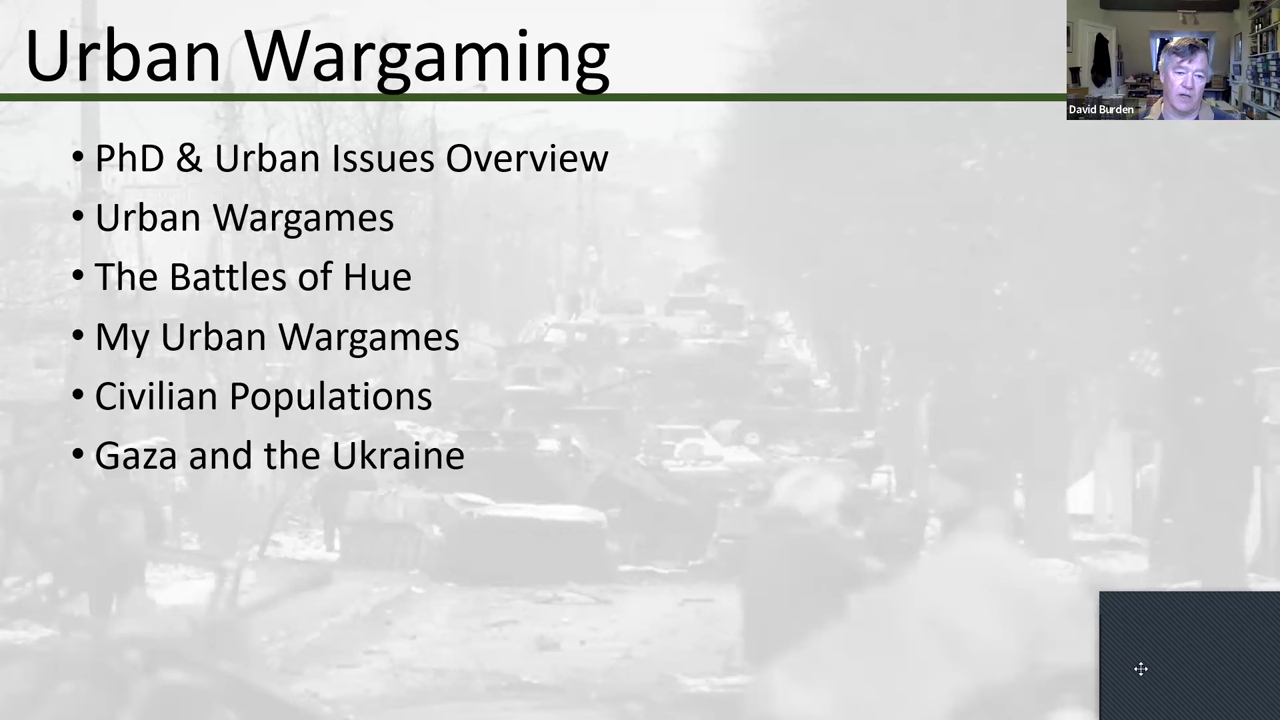 Urban Wargaming
David Burden
• PhD & Urban Issues Overview
• Urban Wargames
• The Battles of Hue
• My Urban Wargames
• Civilian Populations
• Gaza and the Ukraine